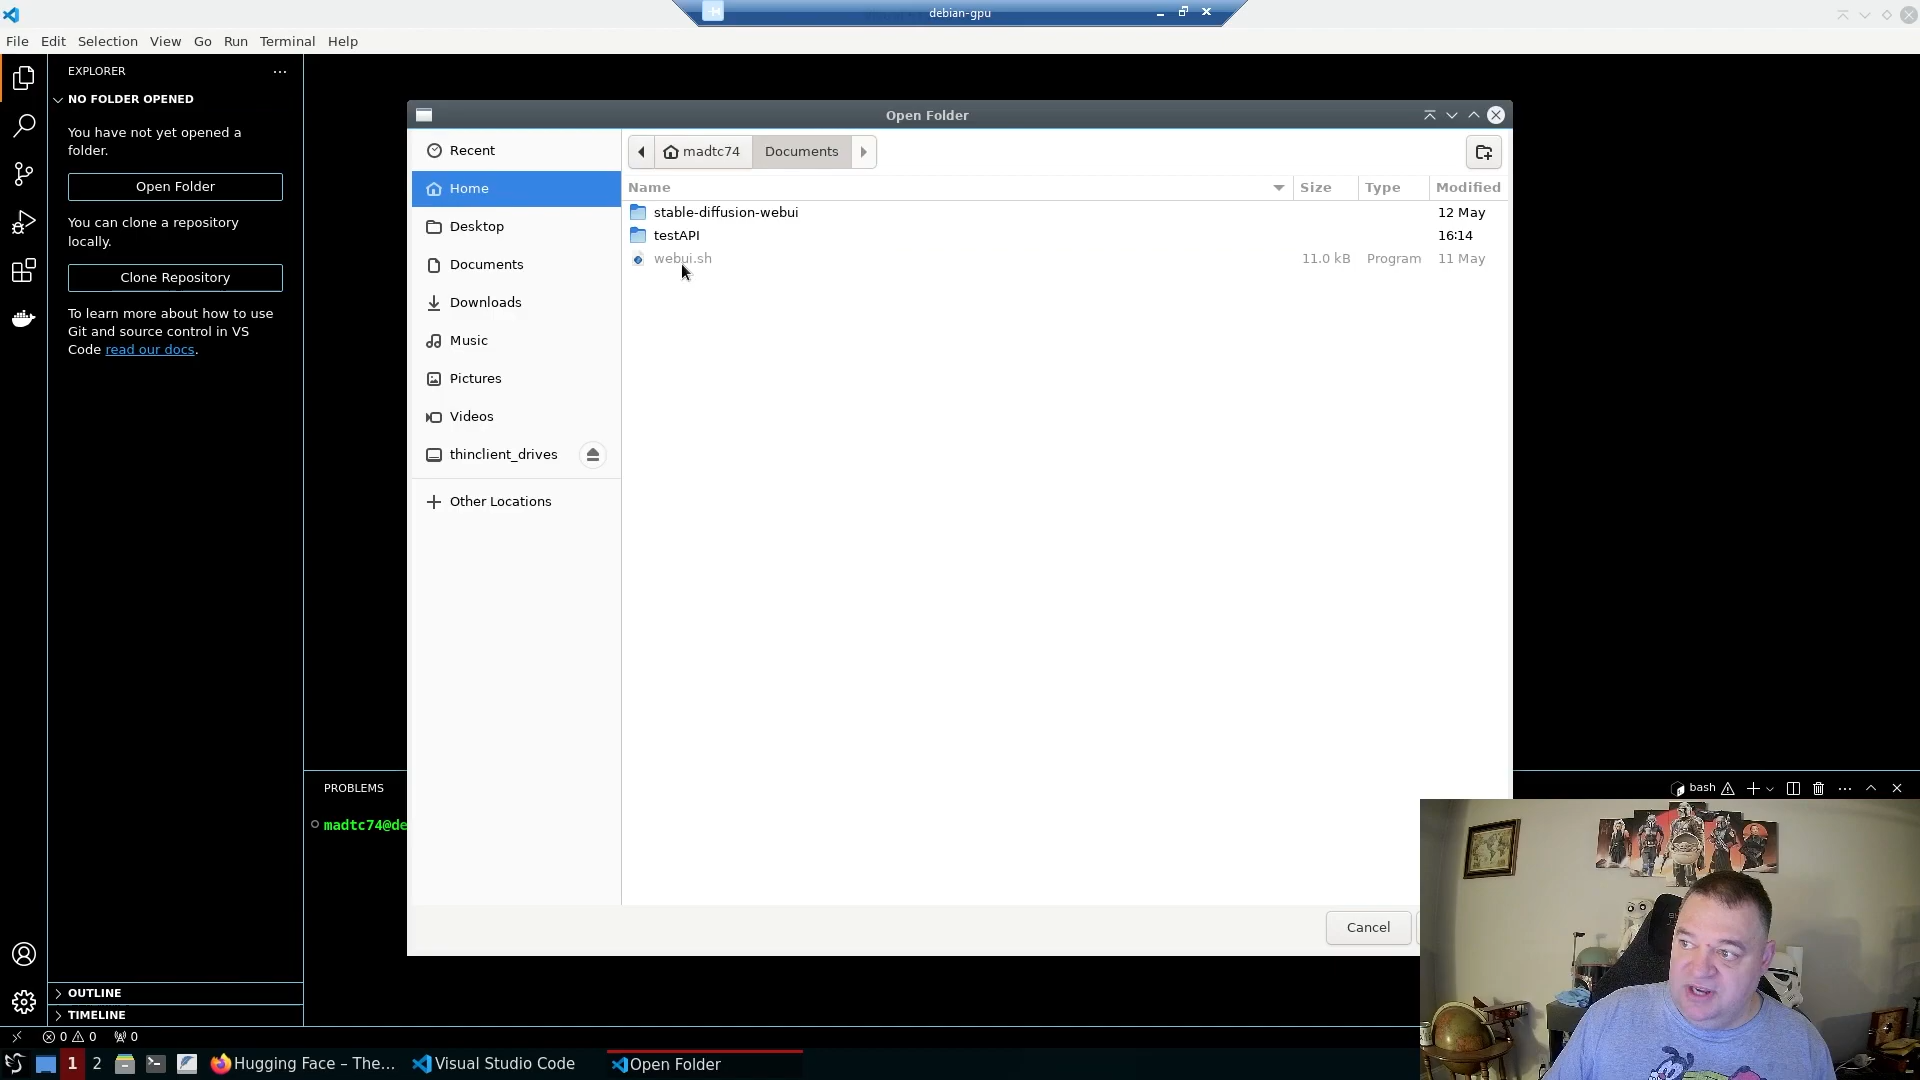 debian-gpu
File Edit Selection View Go Run Terminal Help
EXPLORER
NO FOLDER OPENED
You have not yet opened a
folder.
Open Folder
You can clone a repository
locally.
Clone Repository
To learn more about how to use
Git and source control in VS
Code read our docs.
OUTLINE
TIMELINE
Open Folder
Recent
Home
Desktop
Documents
Downloads
Music
Pictures
Videos
thinclient_drives
Other Locations
madtc74 Documents
Name Size Type Modified
stable-diffusion-webui 12 May
testAPI 16:14
webui.sh 11.0 kB Program 11 May
Cancel
PROBLEMS
bash
madtc74@de
0 0 0
1 2 Hugging Face – The... Visual Studio Code Open Folder